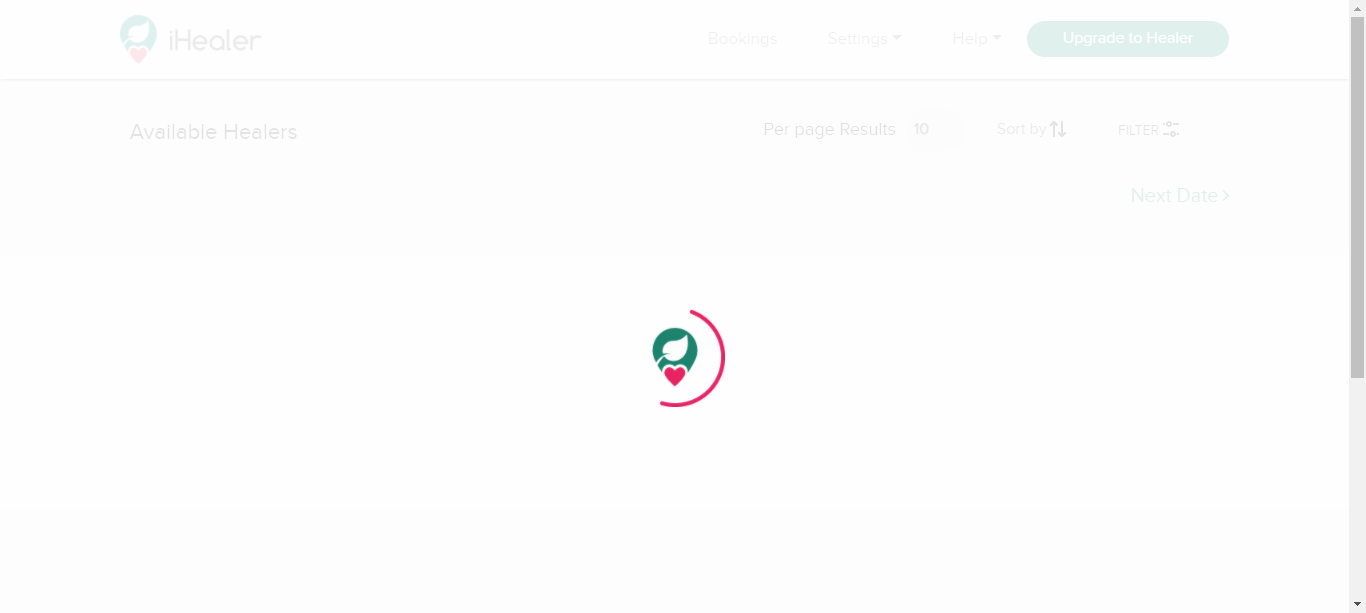 iHealer
Bookings
Settings
Help
Upgrade to Healer
Available Healers
Per page Results
10
Sort by
FILTER
Next Date